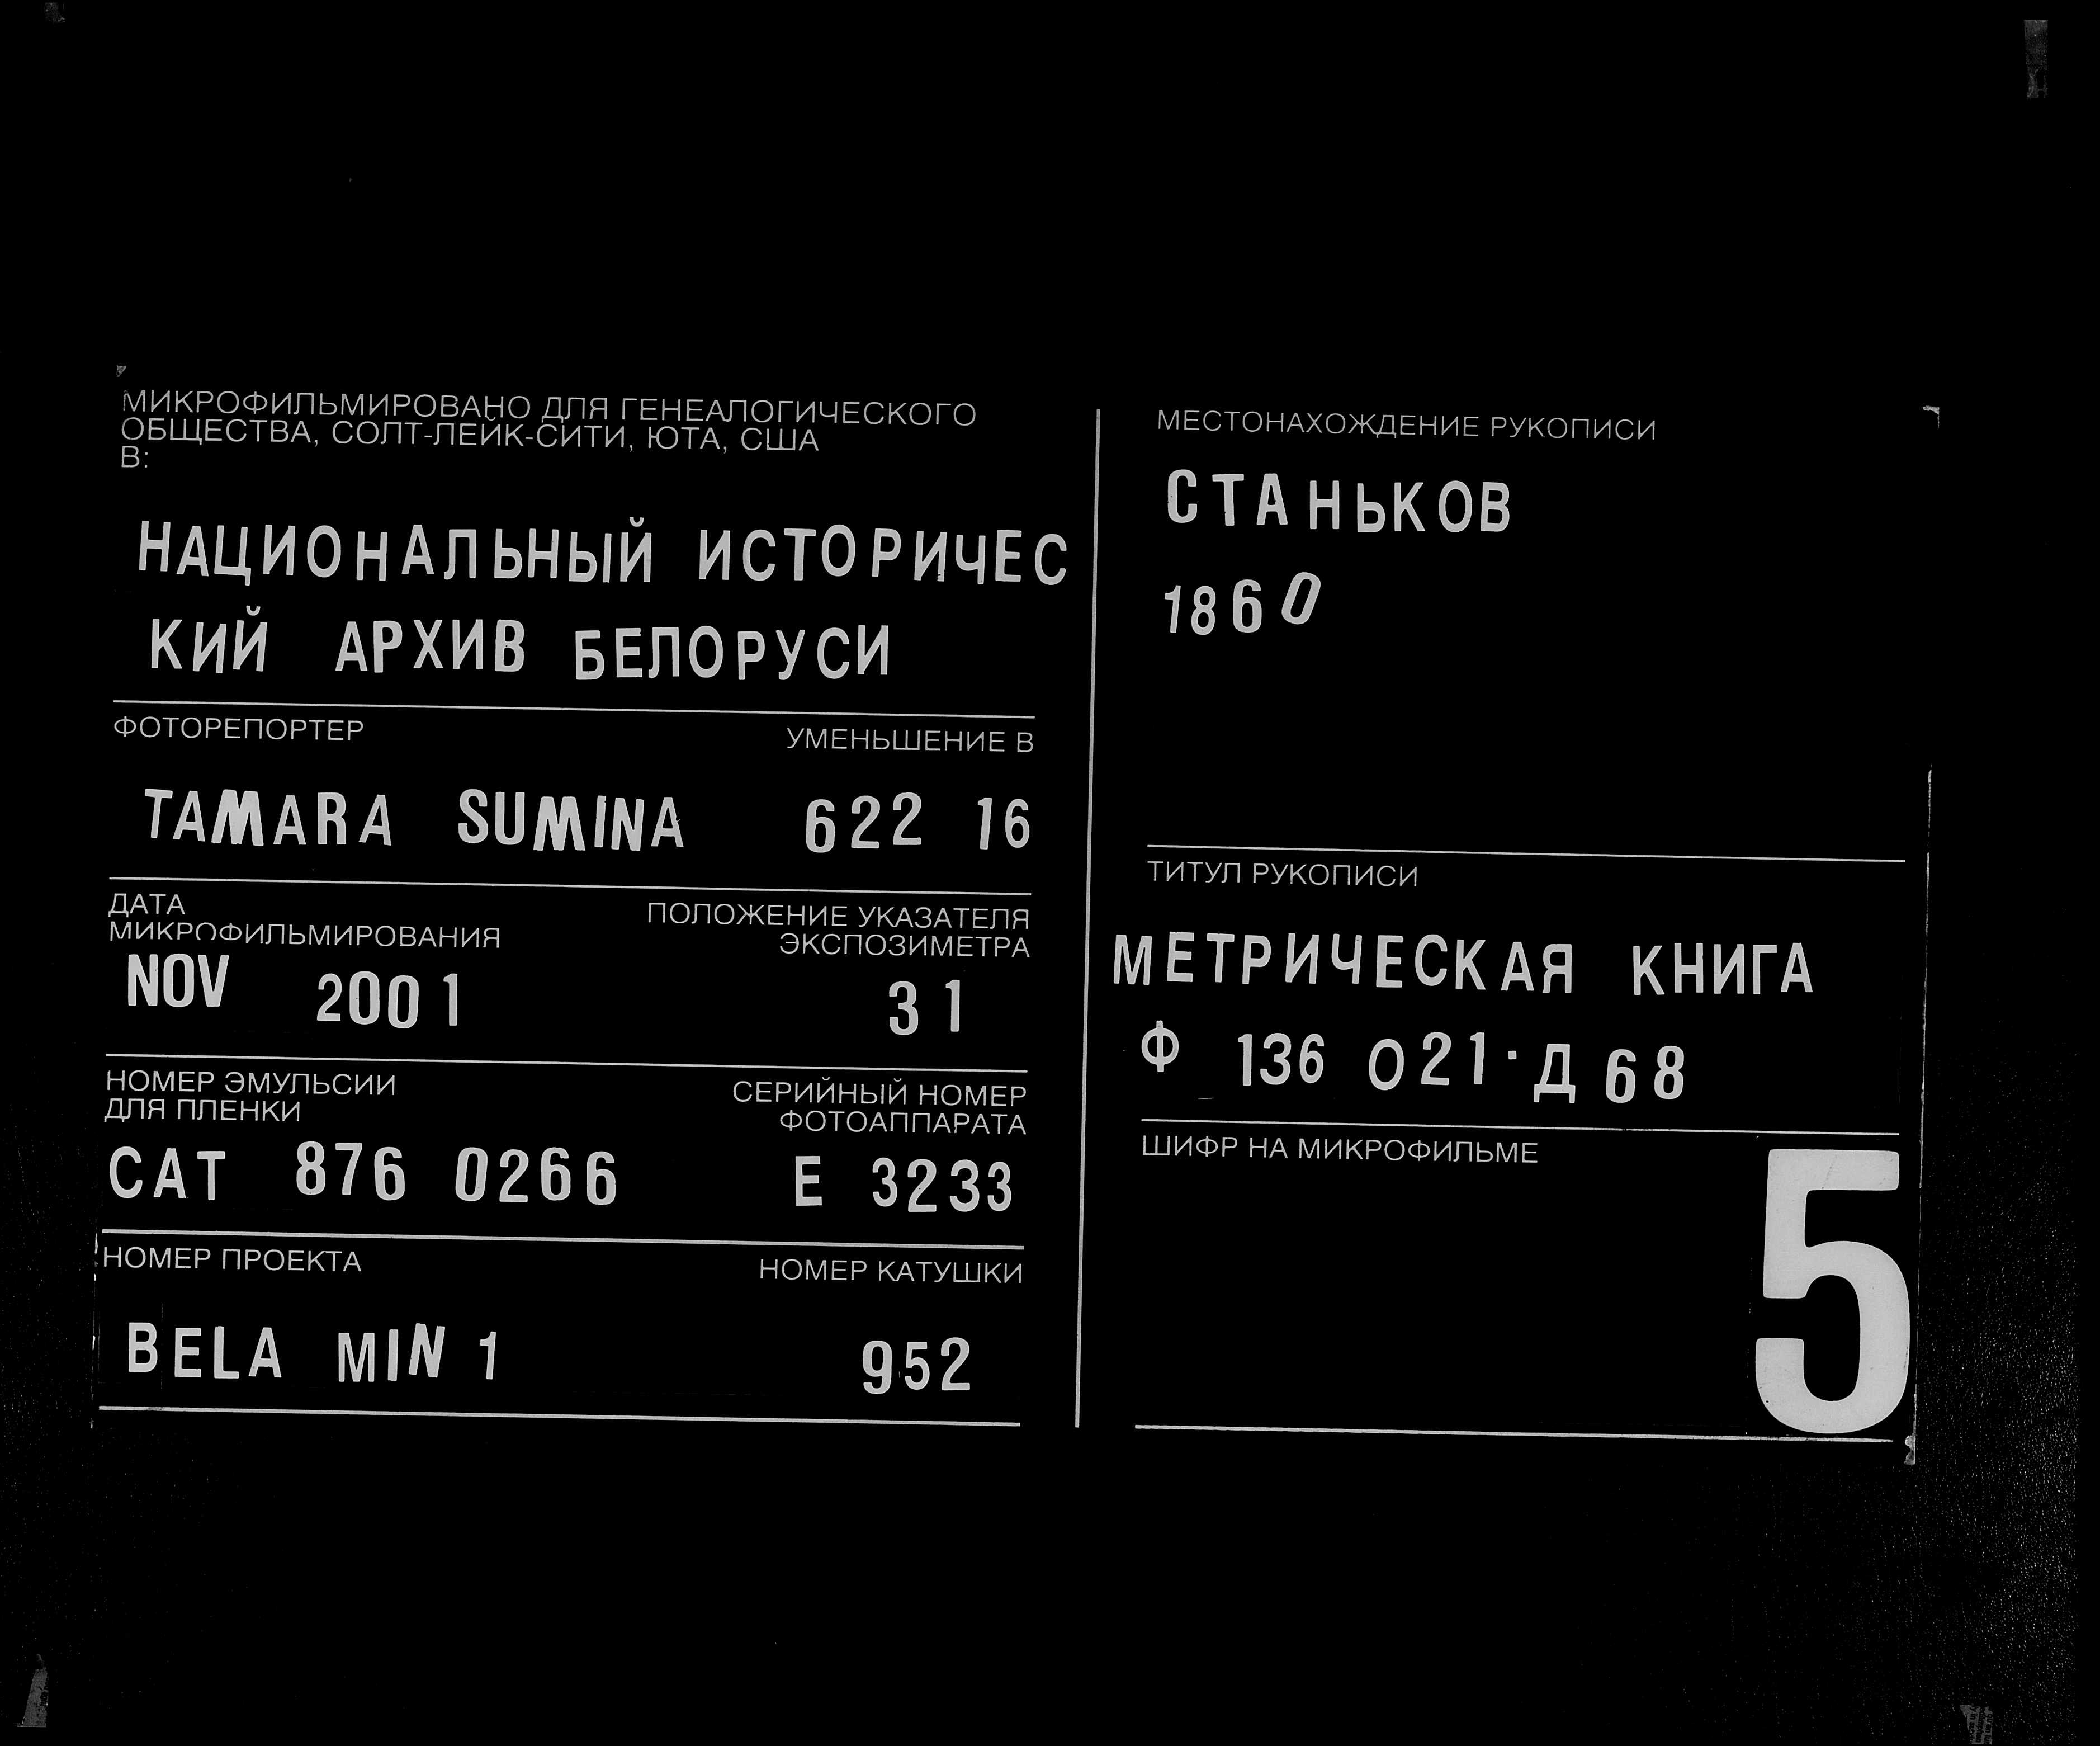 МИКРОФИЛЬМИРОВАНО ДЛЯ ГЕНЕАЛОГИЧЕСКОГО
ОБЩЕСТВА, СОЛТ-ЛЕЙК-СИТИ, ЮТА, США
В:
НАЦИОНАЛЬНЫЙ ИСТОРИЧЕС
КИЙ АРХИВ БЕЛОРУСИ
ФОТОРЕПОРТЕР УМЕНЬШЕНИЕ В
TAMARA SUMINA 622 16
ДАТА
МИКРОФИЛЬМИРОВАНИЯ
ПОЛОЖЕНИЕ УКАЗАТЕЛЯ
ЭКСПОЗИМЕТРА
NOV 2001 31
НОМЕР ЭМУЛЬСИИ
ДЛЯ ПЛЕНКИ
СЕРИЙНЫЙ НОМЕР
ФОТОАППАРАТА
CAT 876 0266 E 3233
НОМЕР ПРОЕКТА НОМЕР КАТУШКИ
BELA MIN 1 952
МЕСТОНАХОЖДЕНИЕ РУКОПИСИ
СТАНЬКОВ
1860
ТИТУЛ РУКОПИСИ
МЕТРИЧЕСКАЯ КНИГА
Ф 136 О21·Д 68
ШИФР НА МИКРОФИЛЬМЕ
5